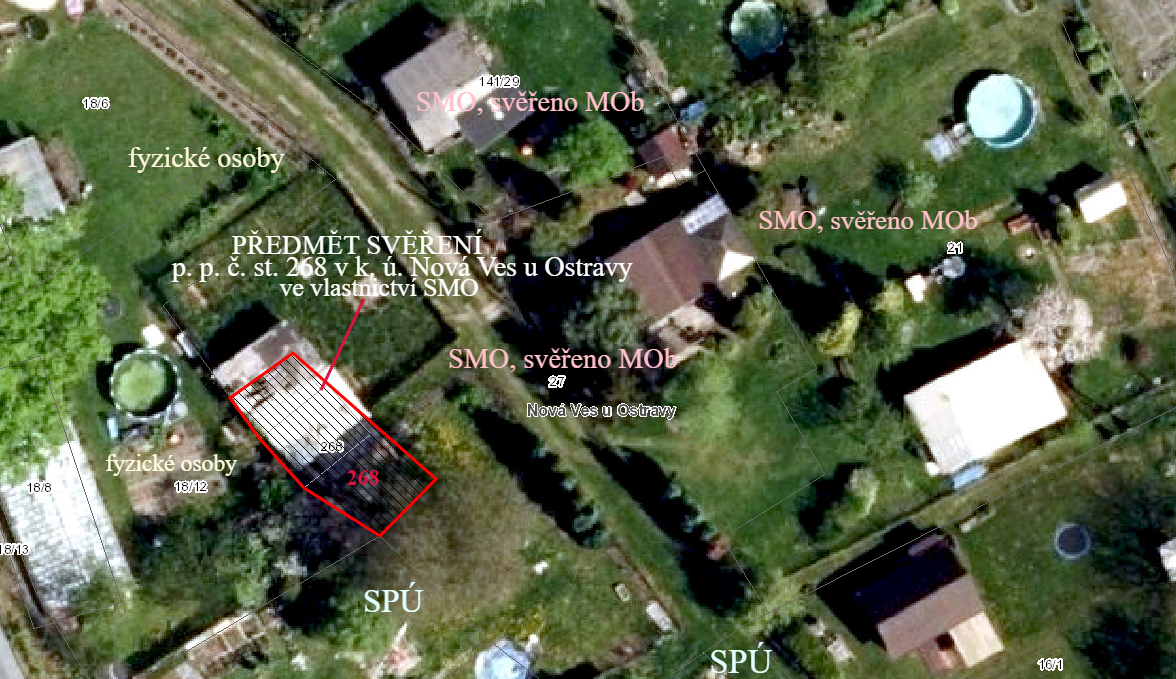 141/29
18/6
SMO, svěřeno MOb
fyzické osoby
SMO, svěřeno MOb
21
PŘEDMĚT SVĚŘENÍ
p. p. č. st. 268 v k. ú. Nová Ves u Ostravy
ve vlastnictví SMO
SMO, svěřeno MOb
27
Nová Ves u Ostravy
268
fyzické osoby
268
18/8
18/12
18/13
SPÚ
SPÚ
16/1